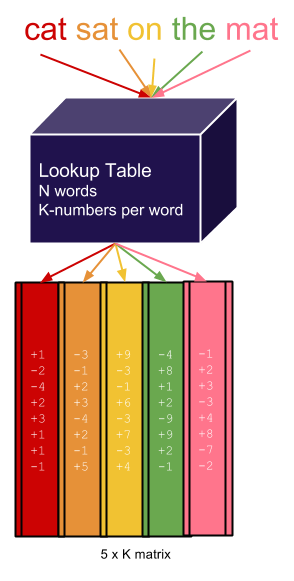 cat sat on the mat
Lookup Table
N words
K-numbers per word
+1 -3 +9 -4 -1
-2 -1 -3 +8 +2
-4 +2 -1 +1 +3
+2 +3 +6 +2 -3
+3 -4 -3 -9 +4
+1 +2 +7 +9 +8
+1 -1 -3 +2 -7
-1 +5 +4 -1 -2
5 x K matrix